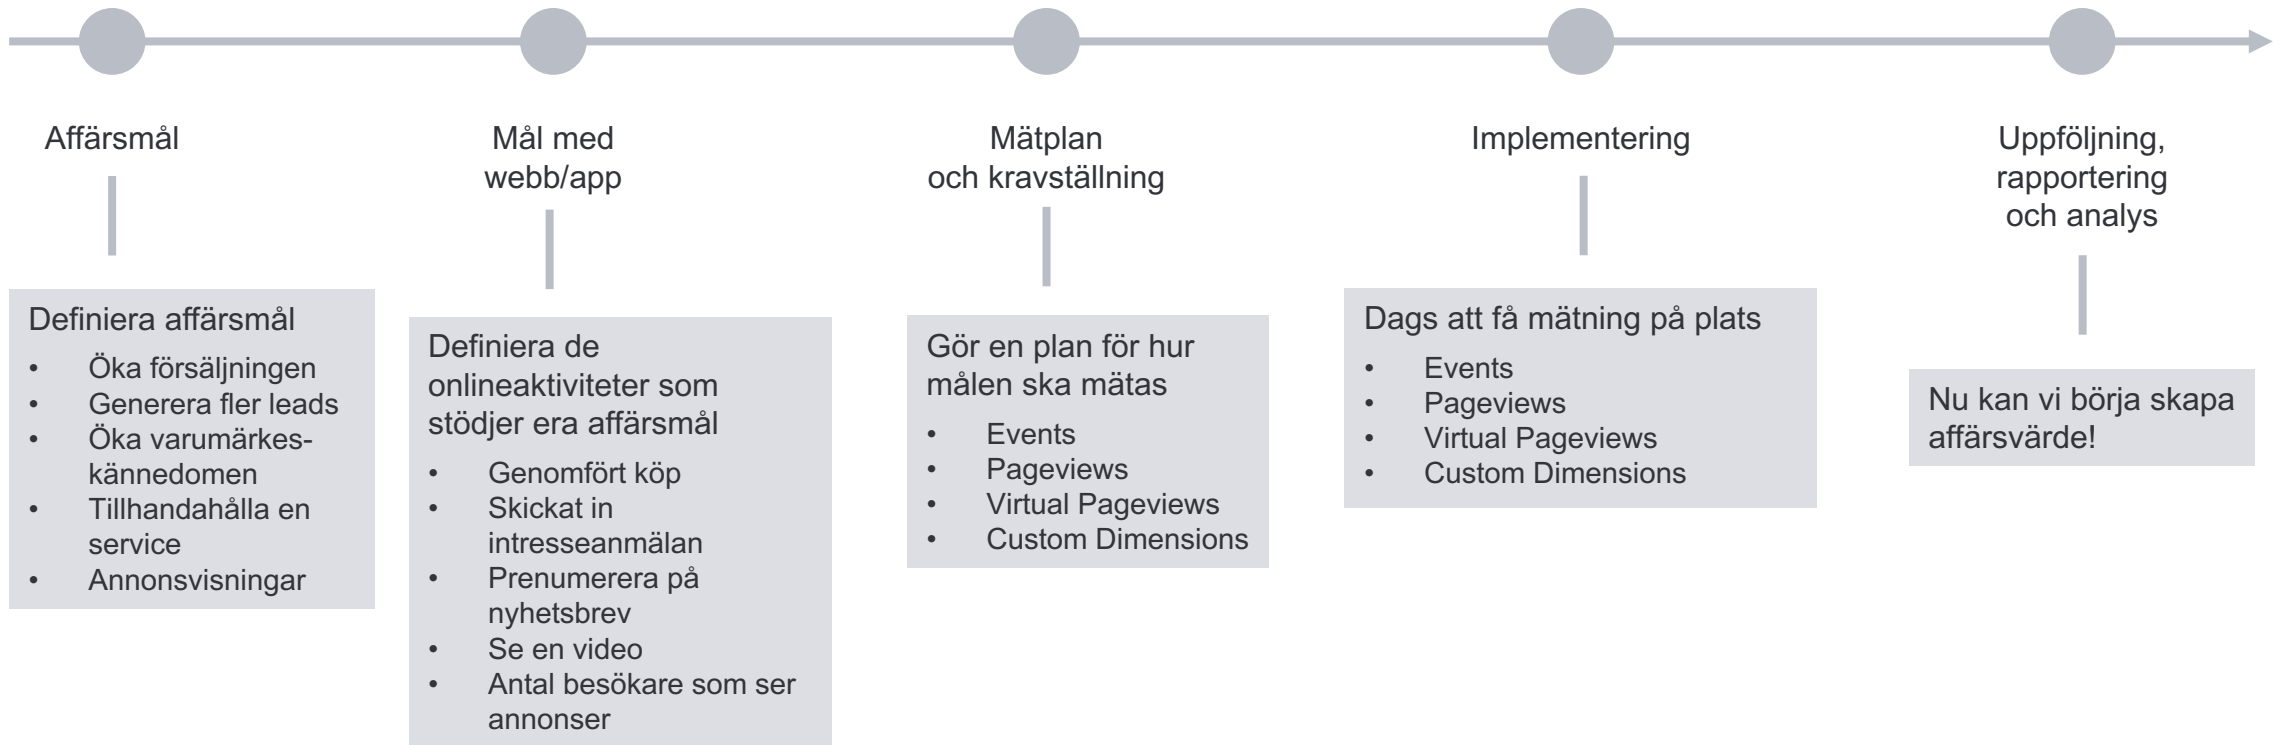 Affärsmål
Mål med
webb/app
Mätplan
och kravställning
Implementering
Uppföljning,
rapportering
och analys
Definiera affärsmål
• Öka försäljningen
• Generera fler leads
• Öka varumärkes-
kännedomen
• Tillhandahålla en
service
• Annonsvisningar
Definiera de
onlineaktiviteter som
stödjer era affärsmål
• Genomfört köp
• Skickat in
intresseanmälan
• Prenumerera på
nyhetsbrev
• Se en video
• Antal besökare som ser
annonser
Gör en plan för hur
målen ska mätas
• Events
• Pageviews
• Virtual Pageviews
• Custom Dimensions
Dags att få mätning på plats
• Events
• Pageviews
• Virtual Pageviews
• Custom Dimensions
Nu kan vi börja skapa
affärsvärde!